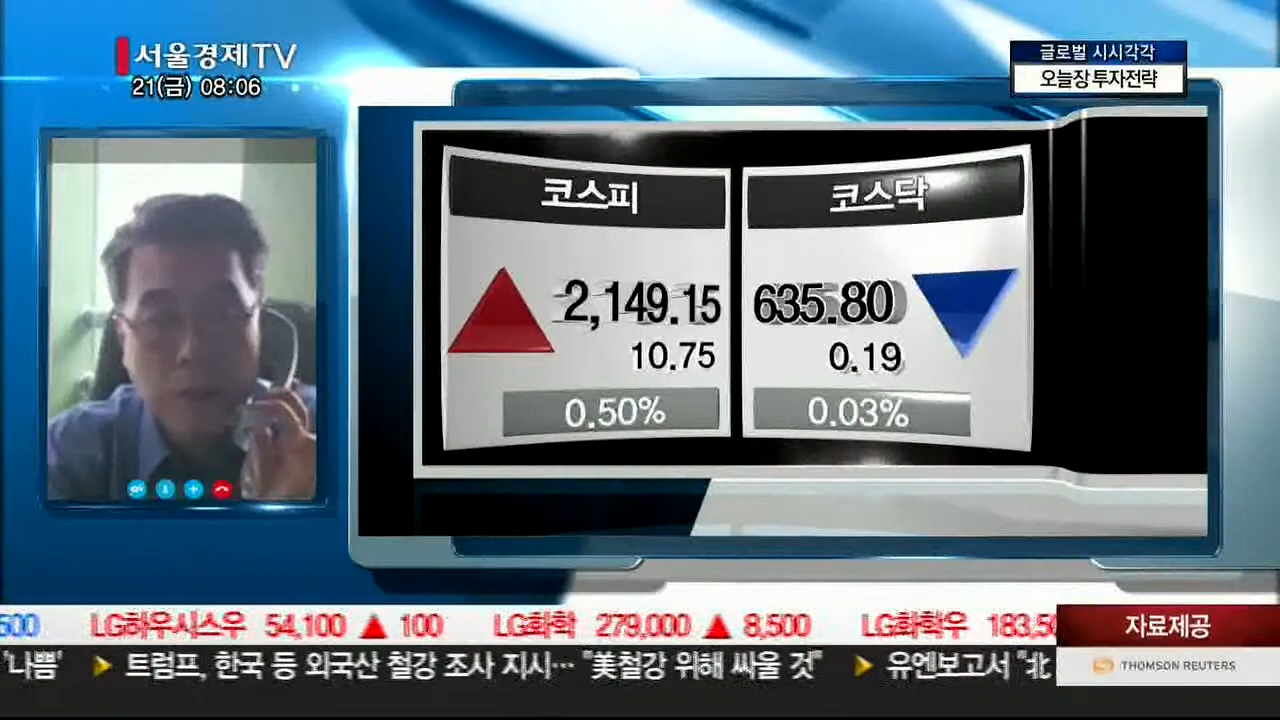 서울경제TV
21(금) 08:06
글로벌 시시각각
오늘장 투자전략
코스피
2,149.15
10.75
0.50%
코스닥
635.80
0.19
0.03%
500 LG하우시스우 54,100 ▲ 100 LG화학 279,000 ▲ 8,500 LG화학우 183,50
자료제공
'나쁨' ▶ 트럼프, 한국 등 외국산 철강 조사 지시… "美철강 위해 싸울 것" ▶ 유엔보고서 "北
THOMSON REUTERS